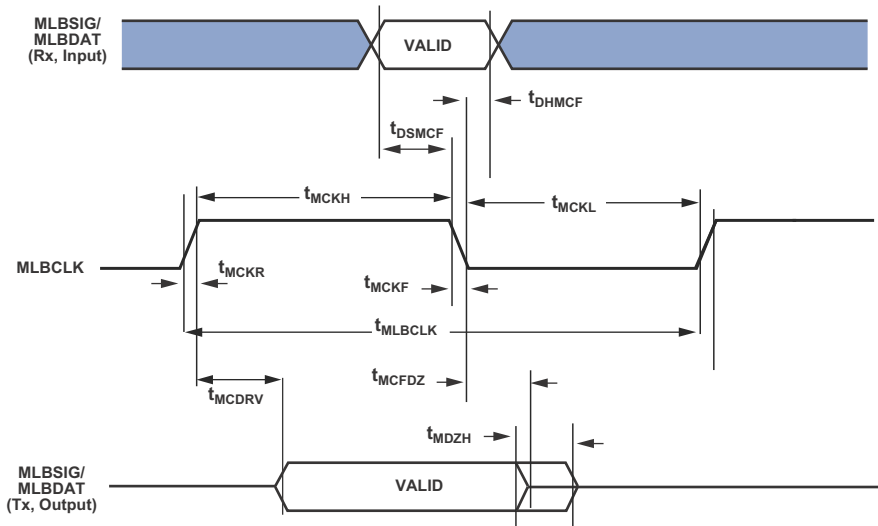 MLBSIG/
MLBDAT
(Rx, Input)
VALID
tDHMCF
tDSMCF
tMCKH
tMCKL
MLBCLK
tMCKR
tMCKF
tMLBCLK
tMCFDZ
tMCDRV
tMDZH
MLBSIG/
MLBDAT
(Tx, Output)
VALID